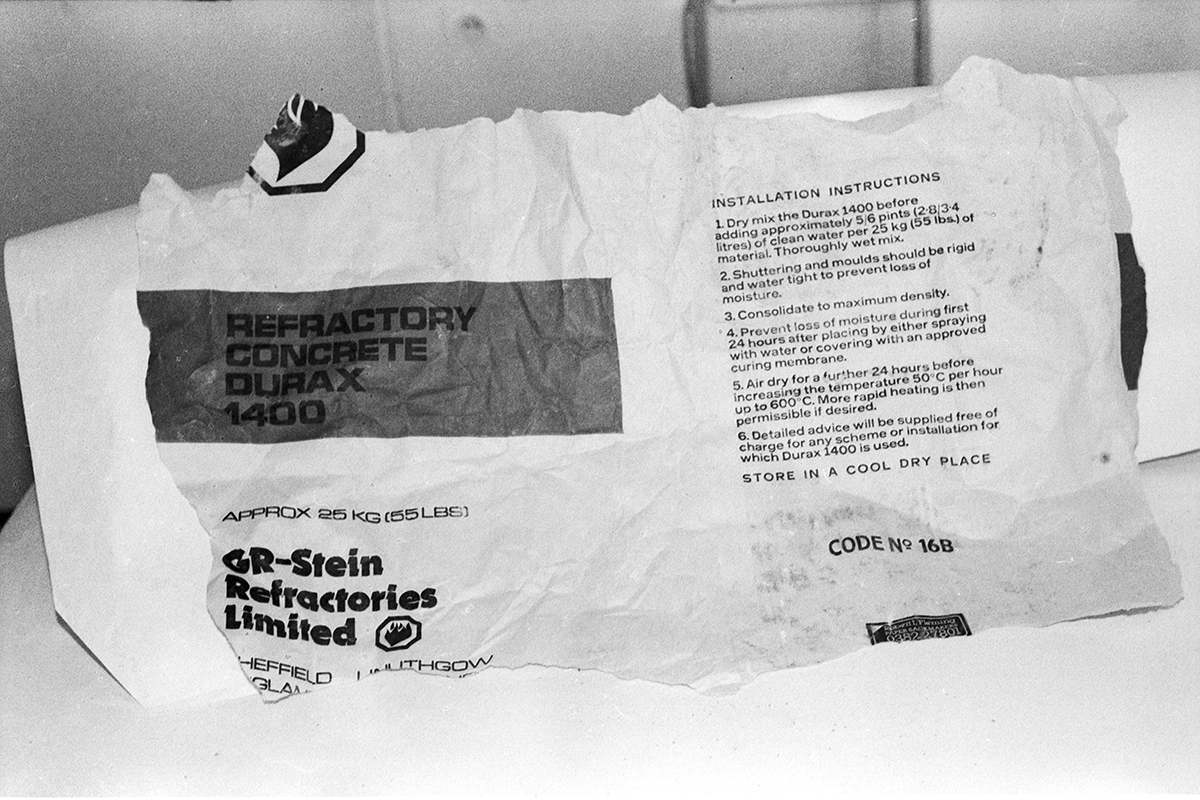 REFRACTORY
CONCRETE
DURAX
1400
APPROX 25 KG (55 LBS)
GR-Stein
Refractories
Limited
HEFFIELD LINLITHGOW
GLAN
INSTALLATION INSTRUCTIONS
1. Dry mix the Durax 1400 before
adding approximately 5/6 pints (2·8/3·4
litres) of clean water per 25 kg (55 lbs.) of
material. Thoroughly wet mix.
2. Shuttering and moulds should be rigid
and water tight to prevent loss of
moisture.
3. Consolidate to maximum density.
4. Prevent loss of moisture during first
24 hours after placing by either spraying
with water or covering with an approved
curing membrane.
5. Air dry for a further 24 hours before
increasing the temperature 50°C per hour
up to 600°C. More rapid heating is then
permissible if desired.
6. Detailed advice will be supplied free of
charge for any scheme or installation for
which Durax 1400 is used.
STORE IN A COOL DRY PLACE
CODE Nº 16B
Fleming
PAPER SACK MAKERS